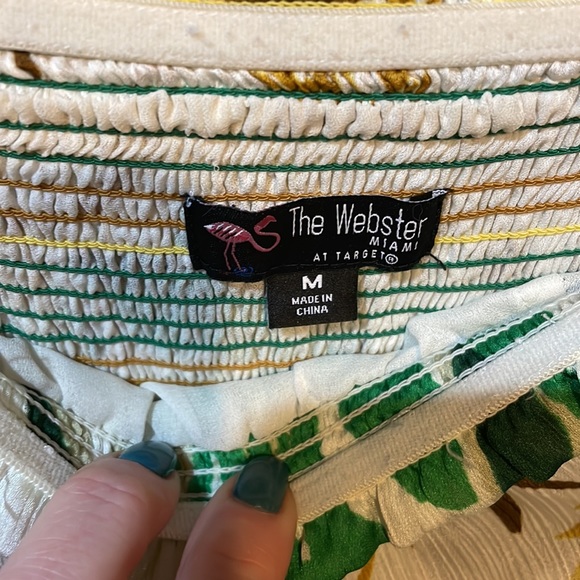 The Webster
MIAMI
AT TARGET®
M
MADE IN
CHINA